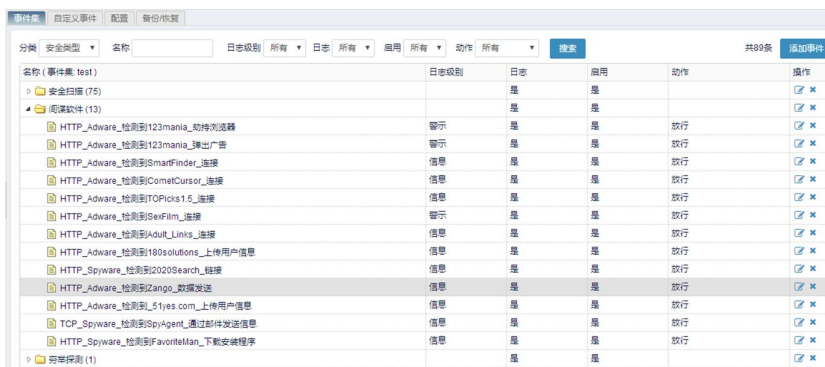 事件集 自定义事件 配置 备份/恢复
分类 安全类型 名称 日志级别 所有 日志 所有 启用 所有 动作 所有 搜索 共89条 添加事件
名称 ( 事件集: test ) 日志级别 日志 启用 动作 操作
安全扫描 (75) 是 是
间谍软件 (13) 是 是
HTTP_Adware_检测到123mania_劫持浏览器 警示 是 是 放行
HTTP_Adware_检测到123mania_弹出广告 警示 是 是 放行
HTTP_Adware_检测到SmartFinder_连接 信息 是 是 放行
HTTP_Adware_检测到CometCursor_连接 信息 是 是 放行
HTTP_Adware_检测到TOPicks1.5_连接 信息 是 是 放行
HTTP_Adware_检测到SexFilm_连接 警示 是 是 放行
HTTP_Adware_检测到Adult_Links_连接 信息 是 是 放行
HTTP_Adware_检测到180solutions_上传用户信息 信息 是 是 放行
HTTP_Spyware_检测到2020Search_链接 信息 是 是 放行
HTTP_Adware_检测到Zango_数据发送 信息 是 是 放行
HTTP_Adware_检测到_51yes.com_上传用户信息 信息 是 是 放行
TCP_Spyware_检测到SpyAgent_通过邮件发送信息 信息 是 是 放行
HTTP_Spyware_检测到FavoriteMan_下载安装程序 信息 是 是 放行
穷举探测 (1) 是 是